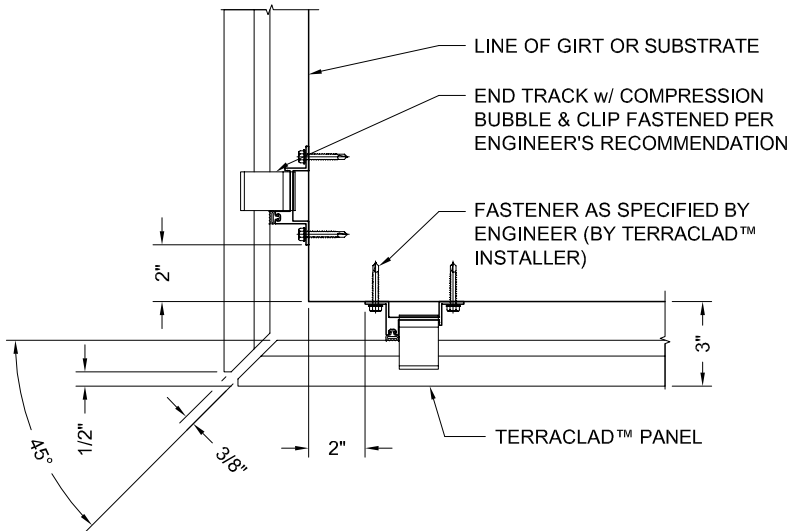 LINE OF GIRT OR SUBSTRATE
END TRACK w/ COMPRESSION
BUBBLE & CLIP FASTENED PER
ENGINEER'S RECOMMENDATION
FASTENER AS SPECIFIED BY
ENGINEER (BY TERRACLAD™
INSTALLER)
2"
3"
1/2"
45°
3/8"
2"
TERRACLAD™ PANEL